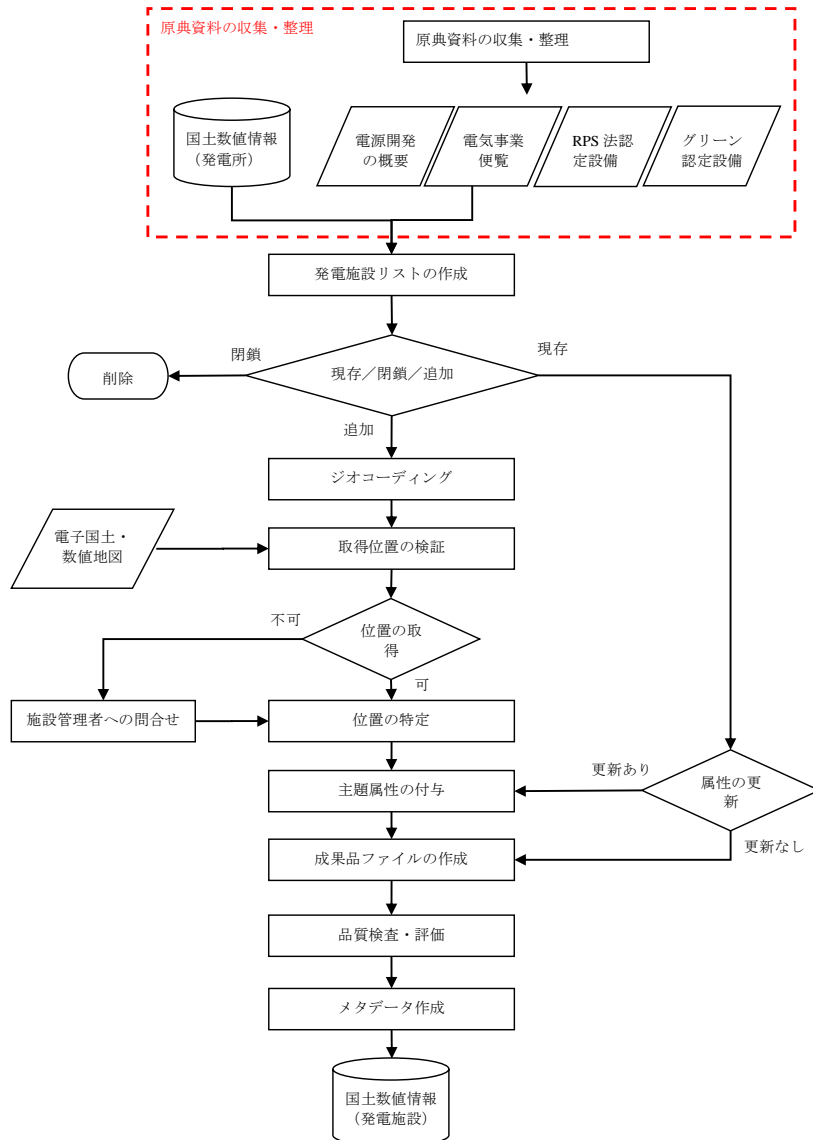 原典資料の収集・整理
原典資料の収集・整理
国土数値情報
（発電所）
電源開発
の概要
電気事業
便覧
RPS 法認
定設備
グリーン
認定設備
発電施設リストの作成
閉鎖
現存
削除
現存／閉鎖／追加
追加
ジオコーディング
電子国土・
数値地図
取得位置の検証
不可
位置の取
得
可
施設管理者への問合せ
位置の特定
更新あり
属性の更
新
主題属性の付与
更新なし
成果品ファイルの作成
品質検査・評価
メタデータ作成
国土数値情報
（発電施設）